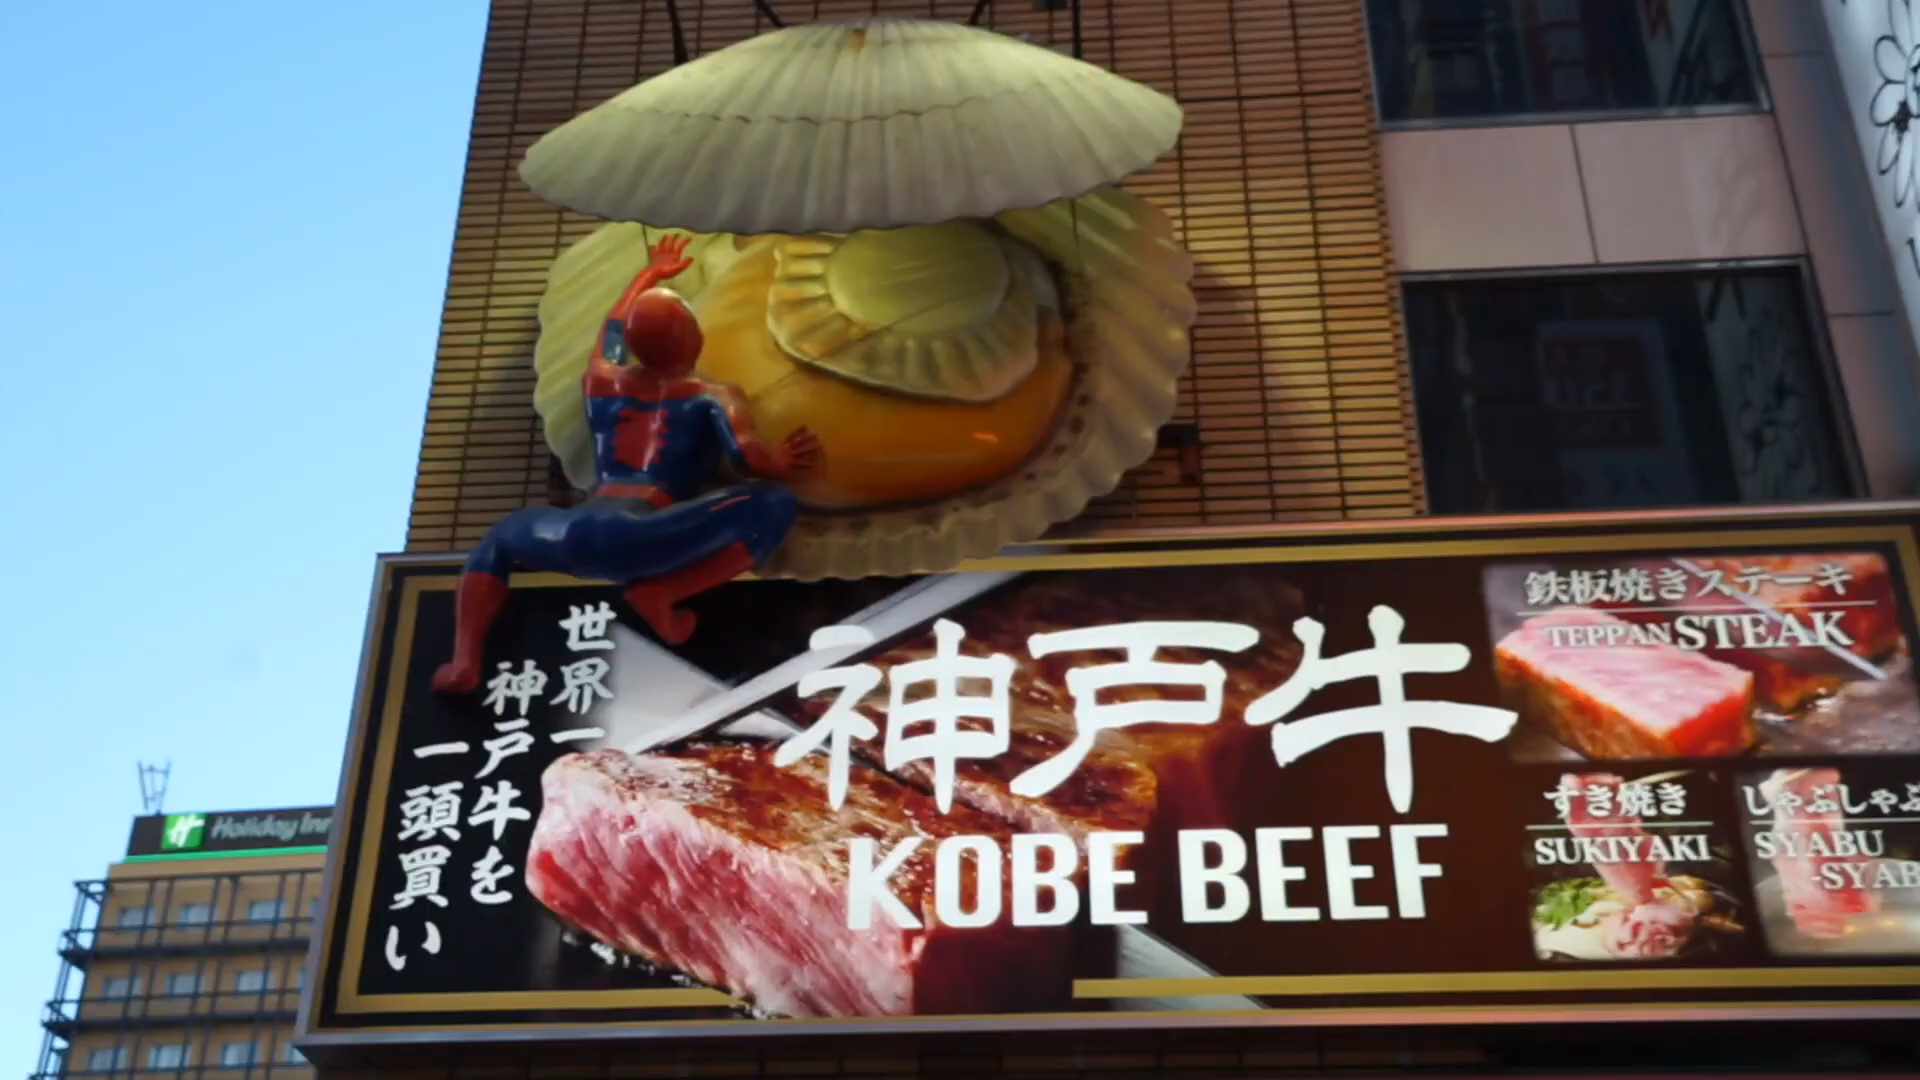 世界一
神戸牛を
一頭買い
神戸牛
KOBE BEEF
鉄板焼きステーキ
TEPPAN STEAK
すき焼き
SUKIYAKI
しゃぶしゃぶ
SYABU
-SYAB
Holiday Inn